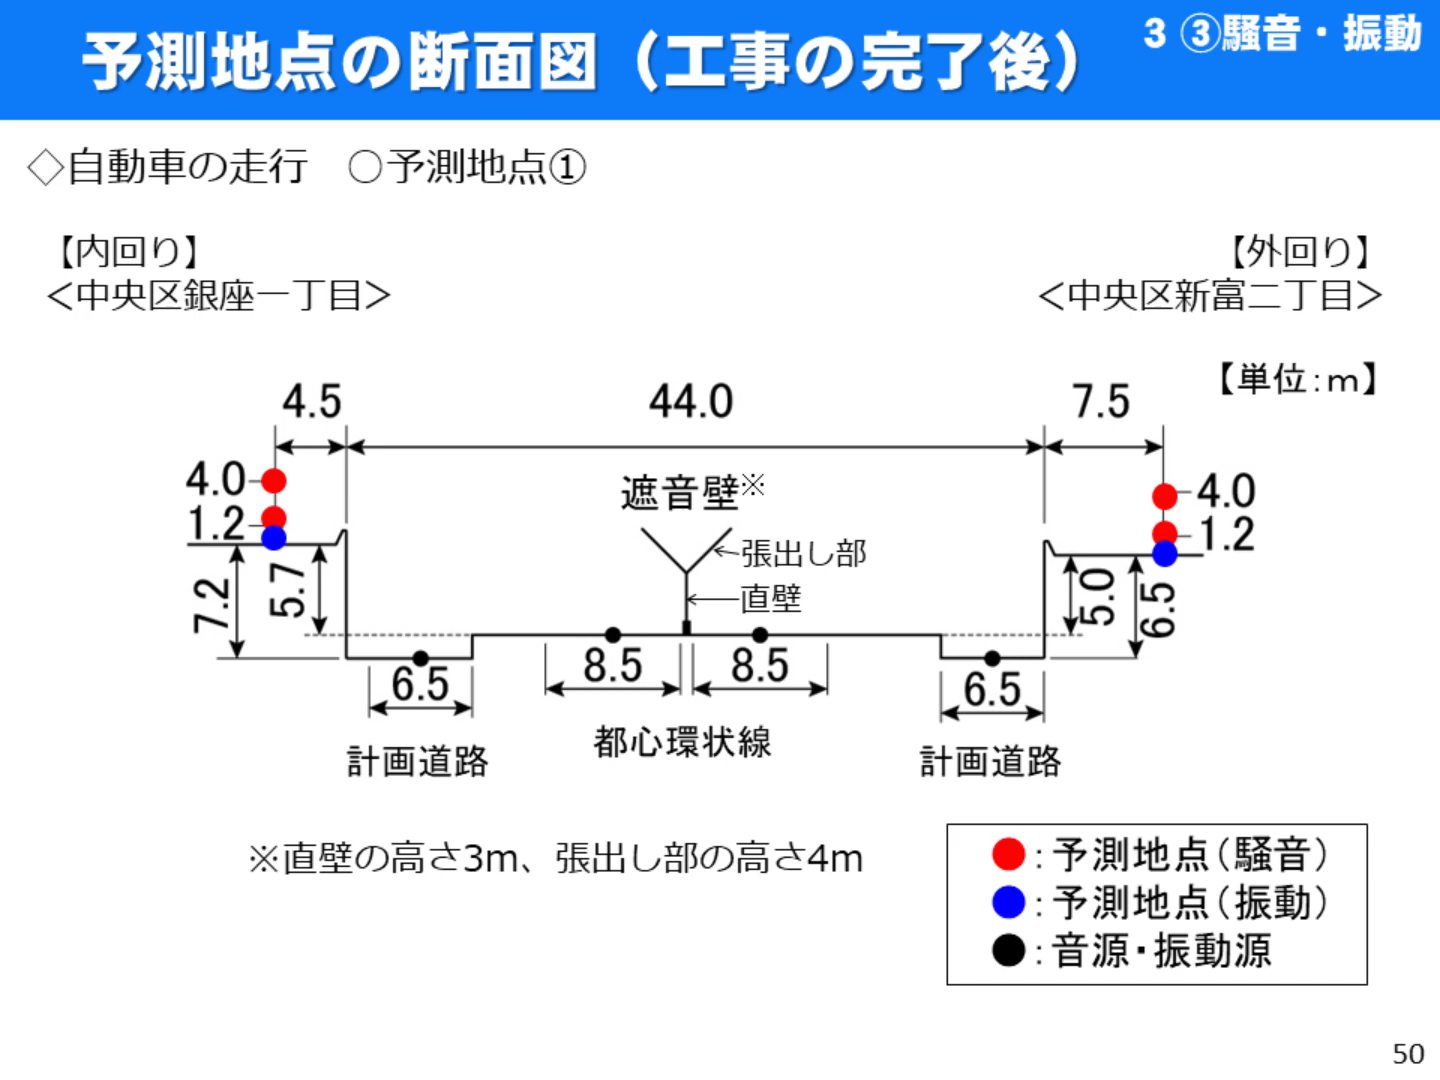 予測地点の断面図（工事の完了後）
3 ③騒音・振動
◇自動車の走行　○予測地点①
【内回り】
＜中央区銀座一丁目＞
【外回り】
＜中央区新富二丁目＞
【単位：ｍ】
4.5
44.0
7.5
4.0
1.2
遮音壁※
4.0
1.2
張出し部
直壁
7.2
5.7
5.0
6.5
6.5
8.5
8.5
6.5
計画道路
都心環状線
計画道路
※直壁の高さ3m、張出し部の高さ4m
：予測地点（騒音）
：予測地点（振動）
：音源・振動源
50